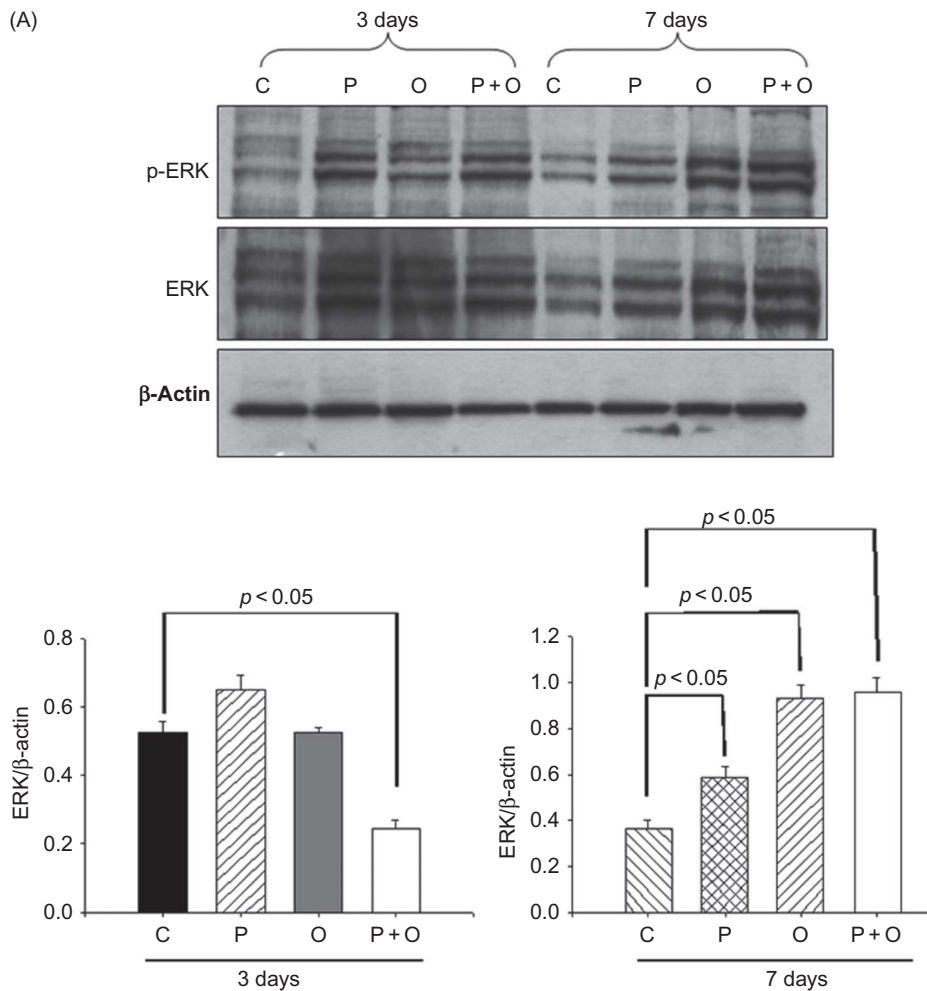 (A)
3 days 7 days
C P O P + O C P O P + O
p-ERK
ERK
β-Actin
p < 0.05
ERK/β-actin
0.8
0.6
0.4
0.2
0.0
C P O P + O
3 days
p < 0.05
p < 0.05
p < 0.05
ERK/β-actin
1.2
1.0
0.8
0.6
0.4
0.2
0.0
C P O P + O
7 days